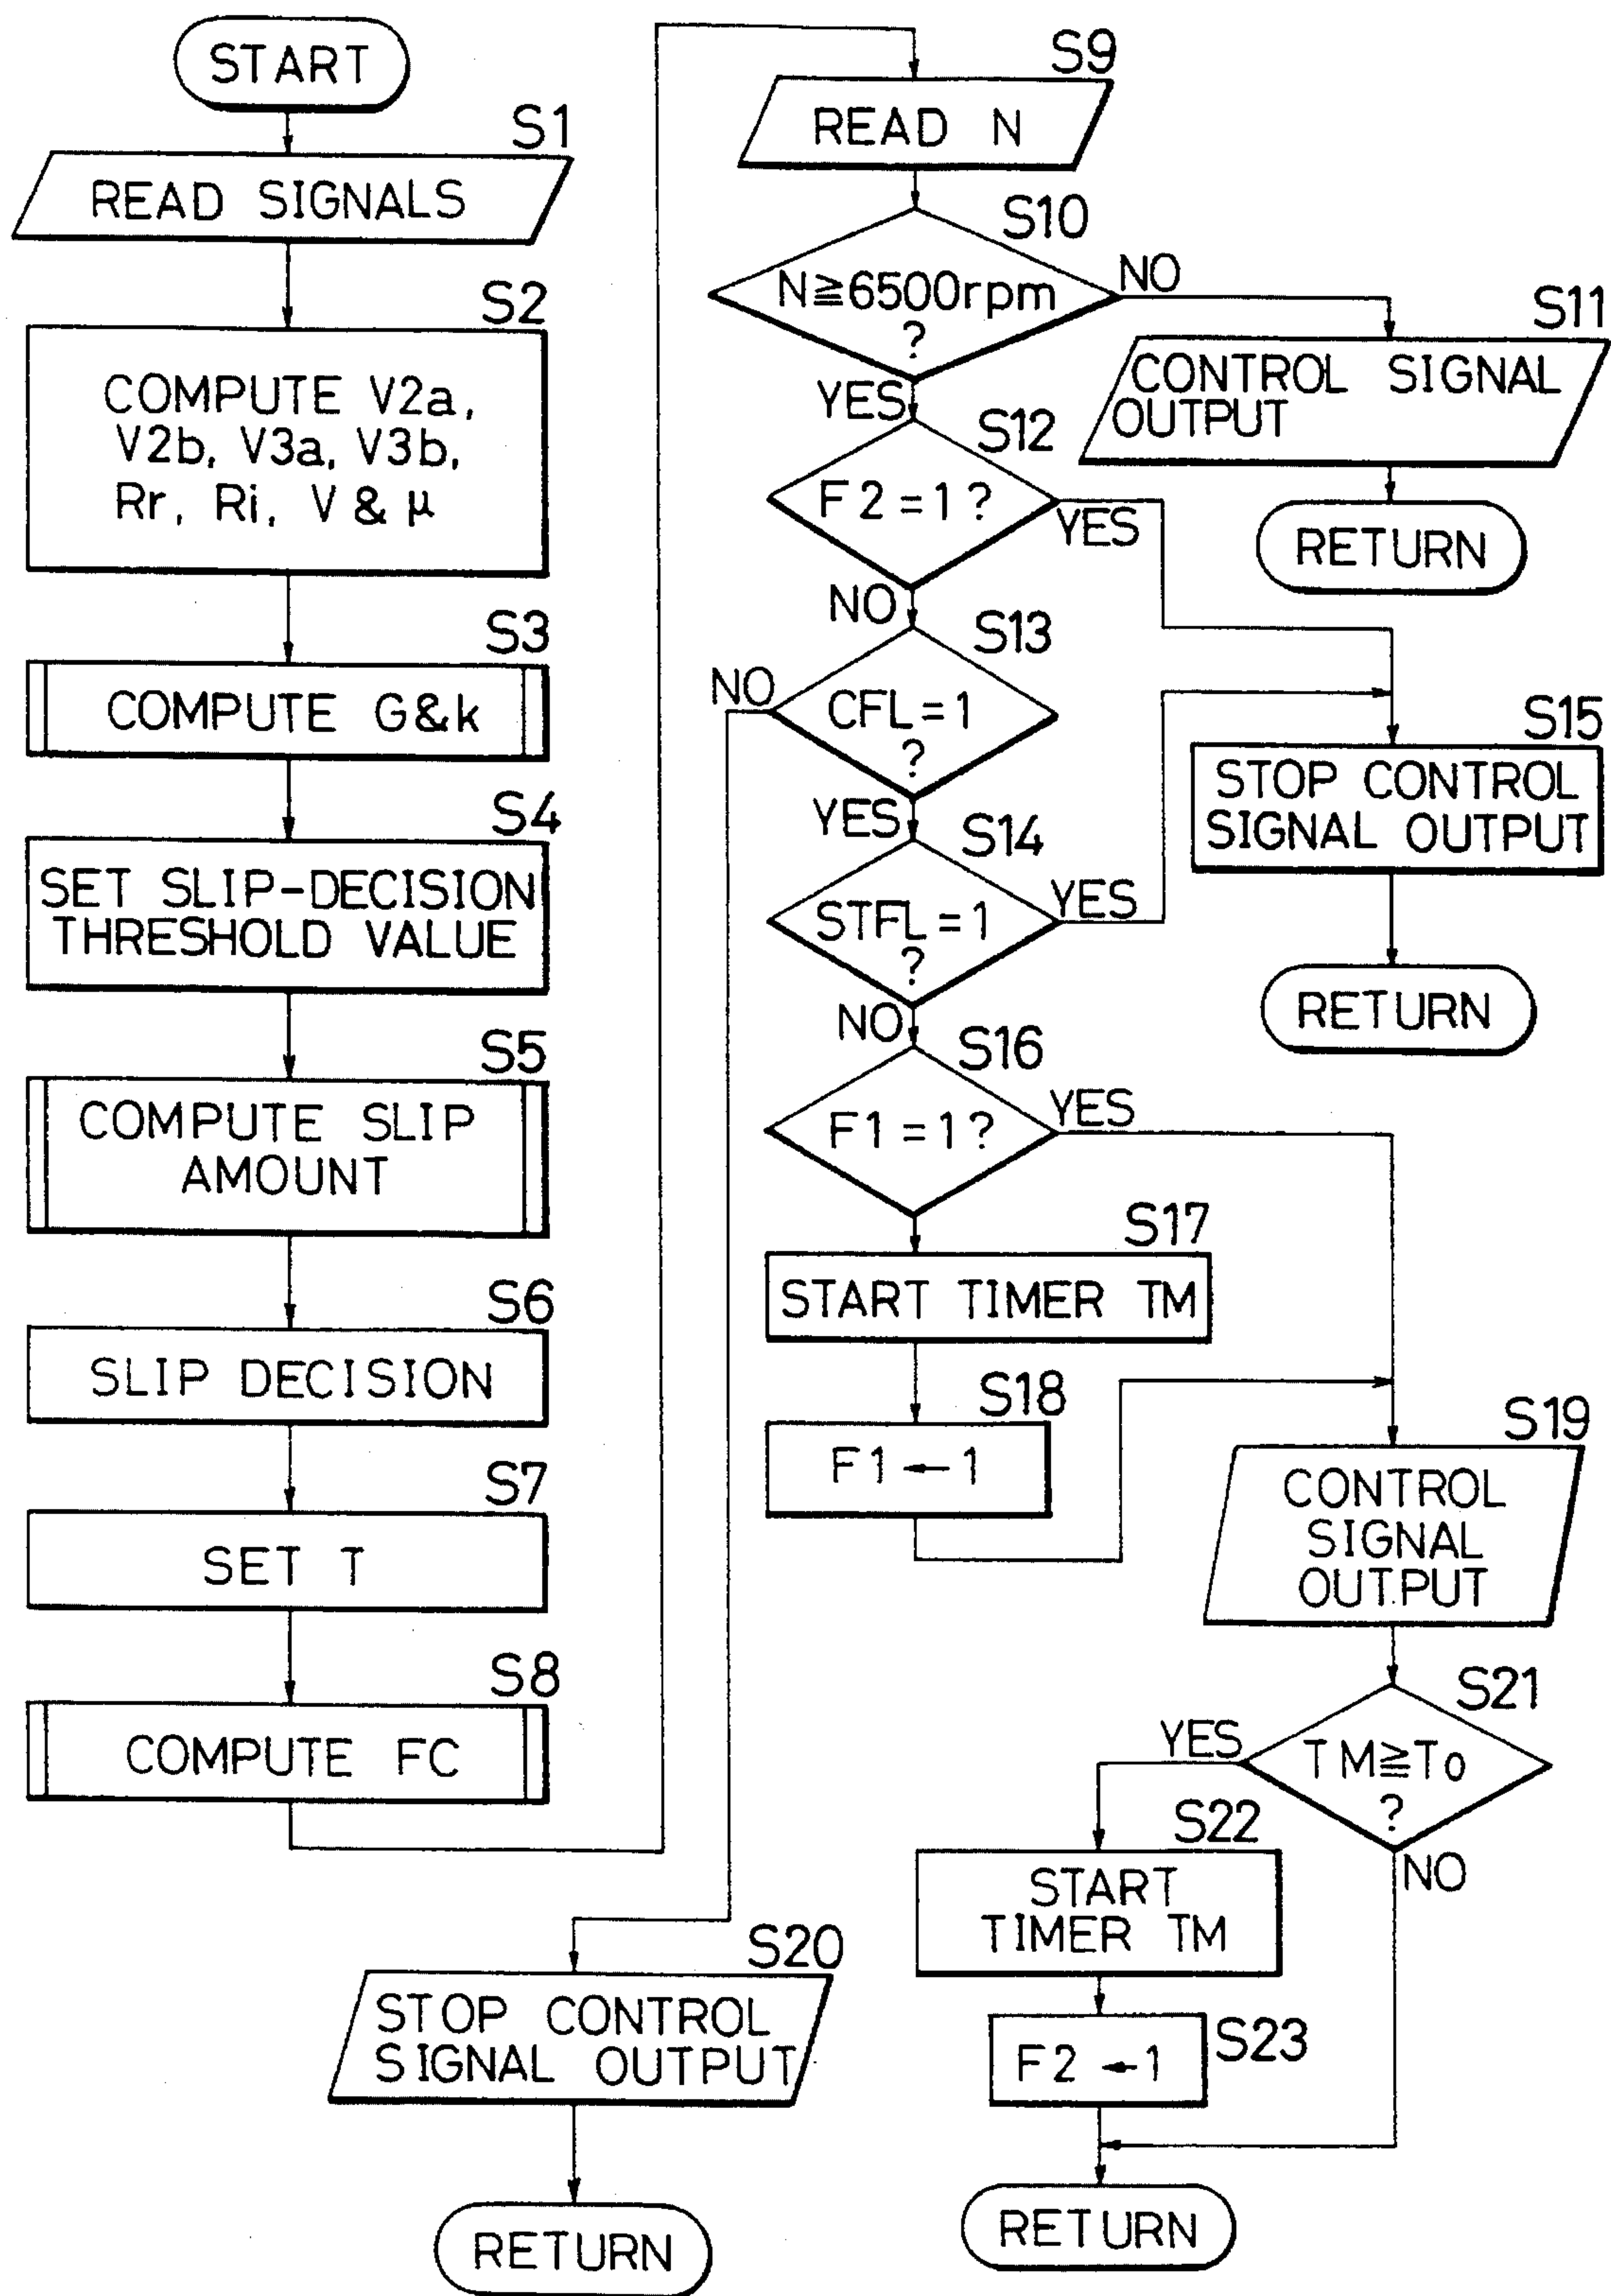 START
S1
READ SIGNALS
S2
COMPUTE V2a,
V2b, V3a, V3b,
Rr, Ri, V & μ
S3
COMPUTE G&k
S4
SET SLIP-DECISION
THRESHOLD VALUE
S5
COMPUTE SLIP
AMOUNT
S6
SLIP DECISION
S7
SET T
S8
COMPUTE FC
S9
READ N
S10
N≧6500rpm
?
NO
YES
S11
CONTROL SIGNAL
OUTPUT
RETURN
S12
F2=1?
YES
NO
S13
CFL=1
?
NO
YES
S14
STFL=1
?
YES
NO
S15
STOP CONTROL
SIGNAL OUTPUT
RETURN
S16
F1=1?
YES
S17
START TIMER TM
S18
F1←1
S19
CONTROL
SIGNAL
OUTPUT
S21
TM≧To
?
YES
NO
S22
START
TIMER TM
S23
F2←1
RETURN
S20
STOP CONTROL
SIGNAL OUTPUT
RETURN